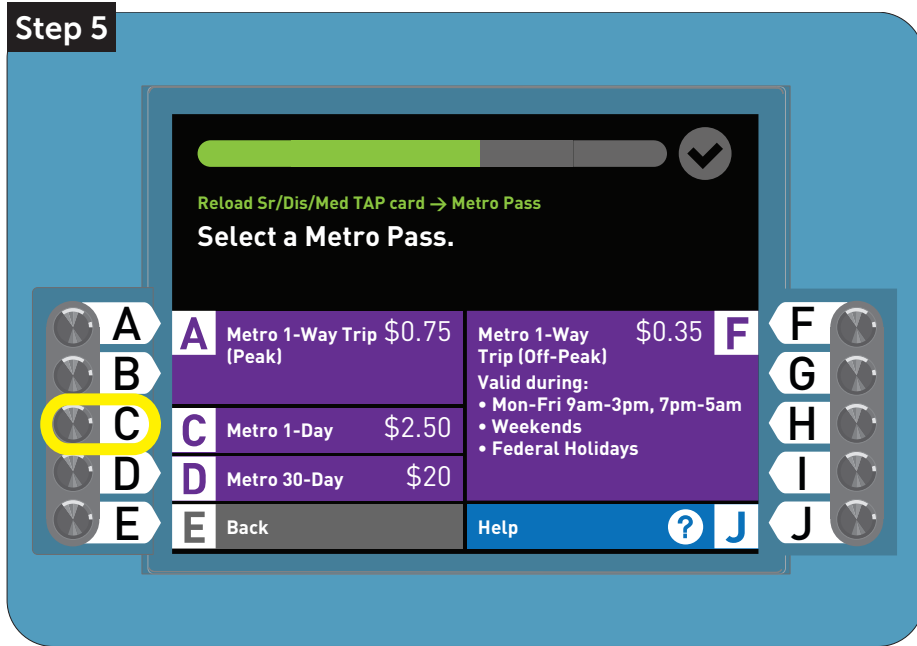 Step 5
Reload Sr/Dis/Med TAP card → Metro Pass
Select a Metro Pass.
A
B
C
D
E
A Metro 1-Way Trip $0.75
(Peak)
C Metro 1-Day $2.50
D Metro 30-Day $20
E Back
Metro 1-Way $0.35 F
Trip (Off-Peak)
Valid during:
• Mon-Fri 9am-3pm, 7pm-5am
• Weekends
• Federal Holidays
Help ? J
F
G
H
I
J